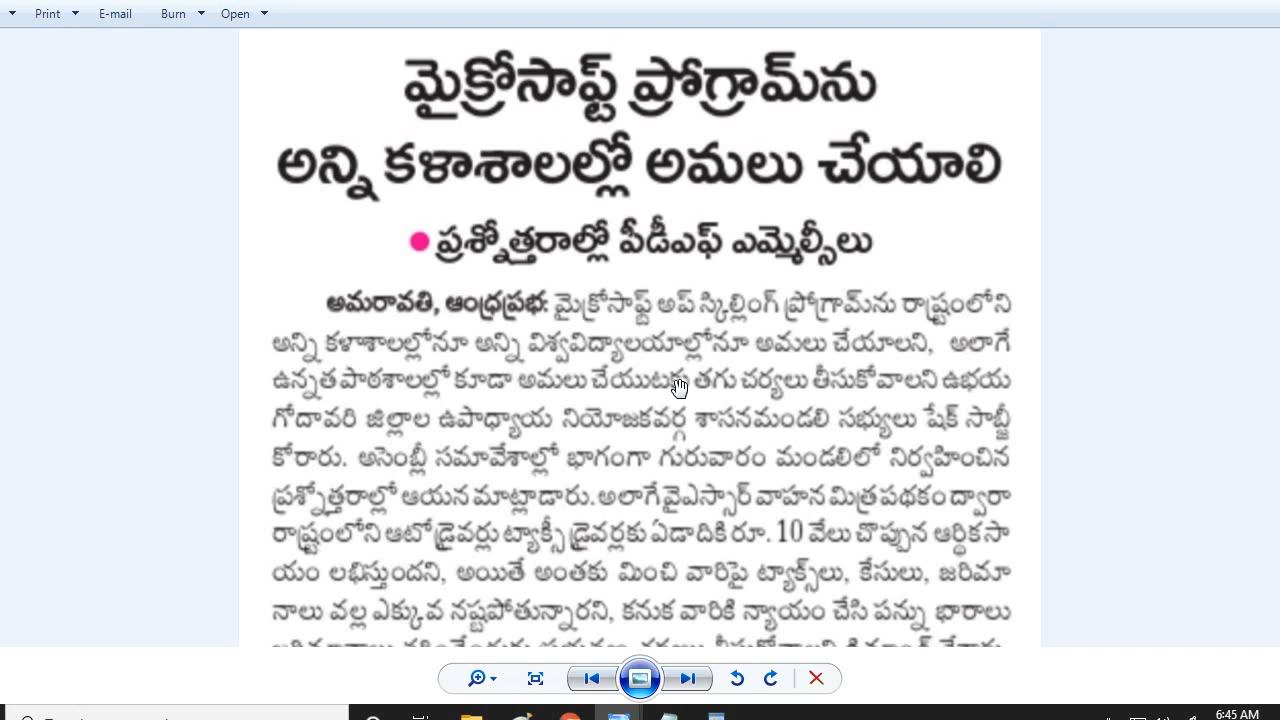 Print E-mail Burn Open
మైక్రోసాఫ్ట్ ప్రోగ్రామ్‌ను
అన్ని కళాశాలల్లో అమలు చేయాలి
ప్రశ్నోత్తరాల్లో పీడీఎఫ్ ఎమ్మెల్సీలు
అమరావతి, ఆంధ్రప్రభ: మైక్రోసాఫ్ట్ అప్ స్కిల్లింగ్ ప్రోగ్రామ్‌ను రాష్ట్రంలోని
అన్ని కళాశాలల్లోనూ అన్ని విశ్వవిద్యాలయాల్లోనూ అమలు చేయాలని, అలాగే
ఉన్నత పాఠశాలల్లో కూడా అమలు చేయుటకు తగు చర్యలు తీసుకోవాలని ఉభయ
గోదావరి జిల్లాల ఉపాధ్యాయ నియోజకవర్గ శాసనమండలి సభ్యులు షేక్ సాబ్జీ
కోరారు. అసెంబ్లీ సమావేశాల్లో భాగంగా గురువారం మండలిలో నిర్వహించిన
ప్రశ్నోత్తరాల్లో ఆయన మాట్లాడారు. అలాగే వైఎస్సార్ వాహన మిత్ర పథకం ద్వారా
రాష్ట్రంలోని ఆటో డ్రైవర్లు ట్యాక్సీ డ్రైవర్లకు ఏడాదికి రూ. 10 వేలు చొప్పున ఆర్థిక సా
యం లభిస్తుందని, అయితే అంతకు మించి వారిపై ట్యాక్స్‌లు, కేసులు, జరిమా
నాలు వల్ల ఎక్కువ నష్టపోతున్నారని, కనుక వారికి న్యాయం చేసి పన్ను భారాలు
6:45 AM